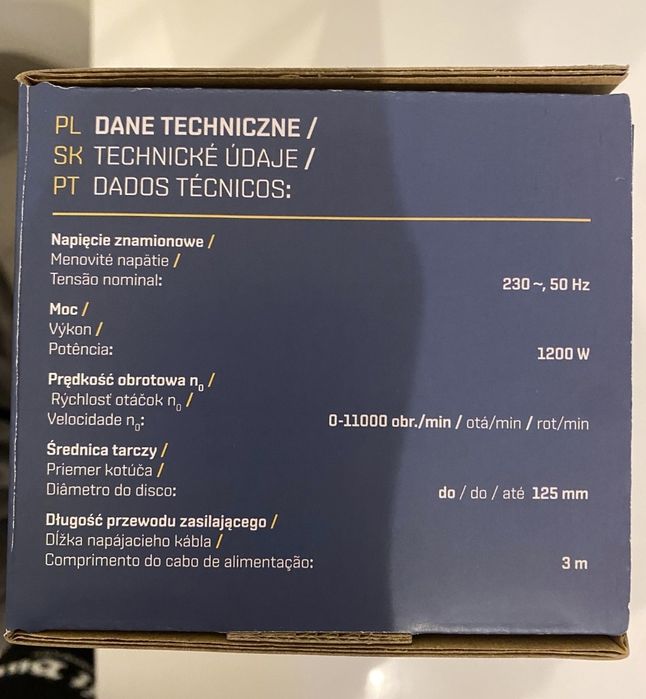 PL DANE TECHNICZNE /
SK TECHNICKÉ ÚDAJE /
PT DADOS TÉCNICOS:
Napięcie znamionowe /
Menovité napätie /
Tensão nominal:
230 ~, 50 Hz
Moc /
Výkon /
Potência:
1200 W
Prędkość obrotowa n0 /
Rýchlosť otáčok n0 /
Velocidade n0:
0-11000 obr./min / otá/min / rot/min
Średnica tarczy /
Priemer kotúča /
Diâmetro do disco:
do / do / até 125 mm
Długość przewodu zasilającego /
Dĺžka napájacieho kábla /
Comprimento do cabo de alimentação:
3 m